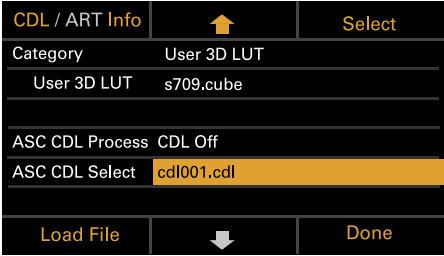 CDL / ART Info Select
Category User 3D LUT
User 3D LUT s709.cube
ASC CDL Process CDL Off
ASC CDL Select cdl001.cdl
Load File Done